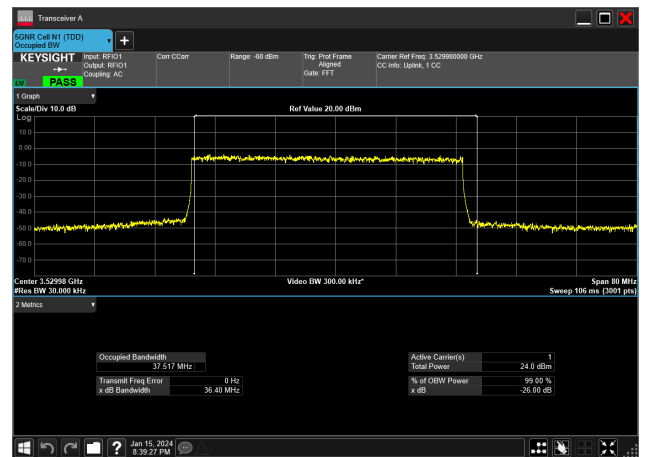 Transceiver A
5GNR Cell N1 (TDD)
Occupied BW
KEYSIGHT Input: RFIO1 Corr CCorr Range: -60 dBm Trig: Prot Frame Carrier Ref Freq: 3.529980000 GHz
Output: RFIO1 Aligned CC Info: Uplink, 1 CC
Coupling: AC Gate: FFT
PASS
1 Graph
Scale/Div 10.0 dB Ref Value 20.00 dBm
Log
10.0
0.00
-10.0
-20.0
-30.0
-40.0
-50.0
-60.0
-70.0
Center 3.52998 GHz Video BW 300.00 kHz* Span 80 MHz
#Res BW 30.000 kHz Sweep 106 ms (3001 pts)
2 Metrics
Occupied Bandwidth Active Carrier(s) 1
37.517 MHz Total Power 24.0 dBm
Transmit Freq Error 0 Hz % of OBW Power 99.00 %
x dB Bandwidth 36.40 MHz x dB -26.00 dB
? Jan 15, 2024
8:39:27 PM